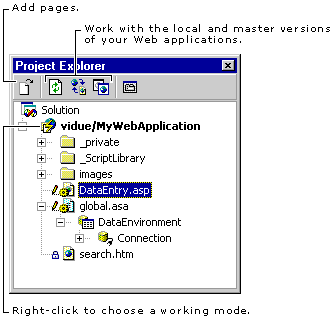 Add pages.
Work with the local and master versions
of your Web applications.
Project Explorer
Solution
vidue/MyWebApplication
_private
_ScriptLibrary
images
DataEntry.asp
global.asa
DataEnvironment
Connection
search.htm
Right-click to choose a working mode.